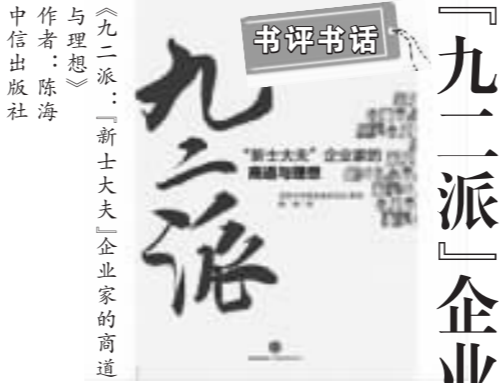 『九二派』企业
书评书话
九二派
“新士大夫”企业家的
商道与理想
《九二派：『新士大夫』企业家的商道
与理想》
作者：陈海
中信出版社